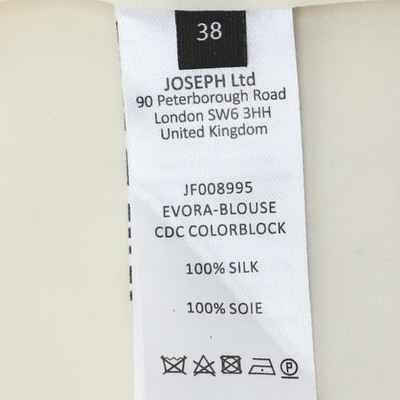 38
JOSEPH Ltd
90 Peterborough Road
London SW6 3HH
United Kingdom
JF008995
EVORA-BLOUSE
CDC COLORBLOCK
100% SILK
100% SOIE
P